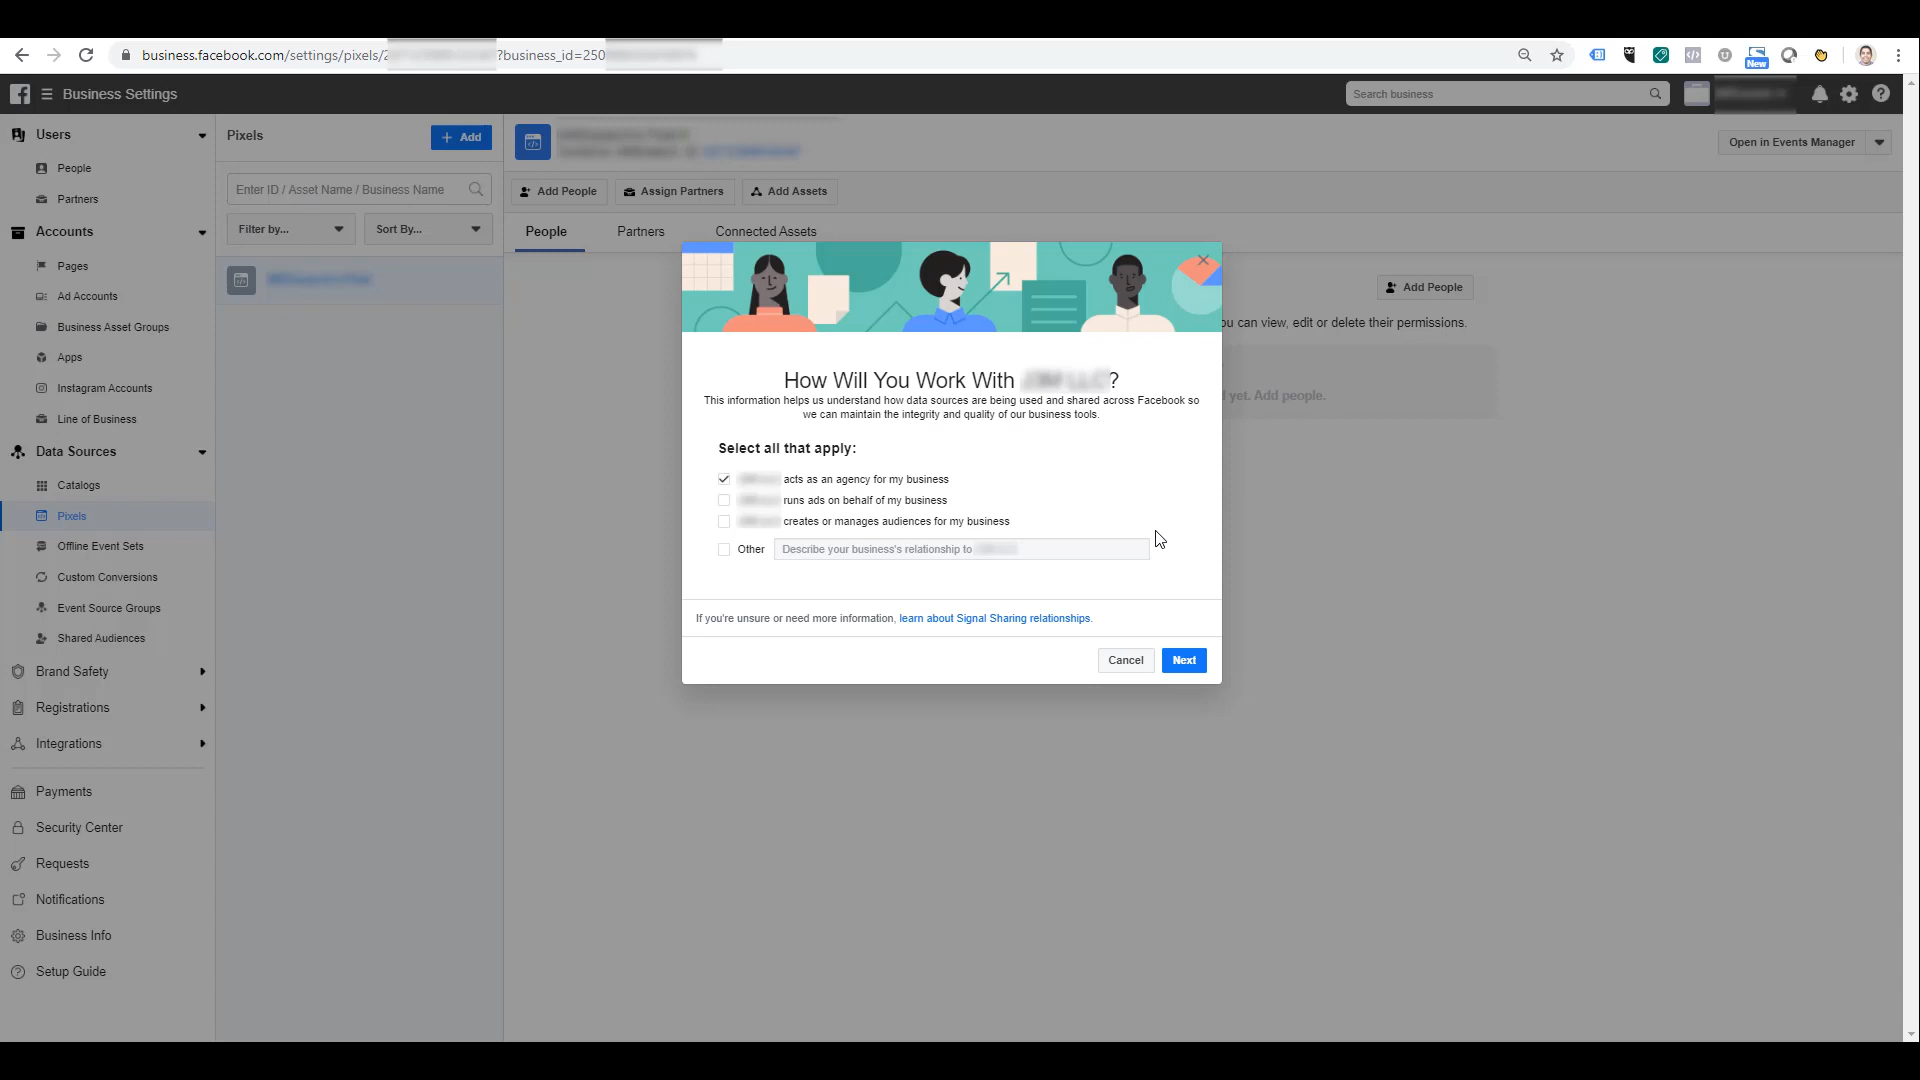 business.facebook.com/settings/pixels/2 ?business_id=250
New
Business Settings
Search business
Users
People
Partners
Accounts
Pages
Ad Accounts
Business Asset Groups
Apps
Instagram Accounts
Line of Business
Data Sources
Catalogs
Pixels
Offline Event Sets
Custom Conversions
Event Source Groups
Shared Audiences
Brand Safety
Registrations
Integrations
Payments
Security Center
Requests
Notifications
Business Info
Setup Guide
Pixels
+ Add
Enter ID / Asset Name / Business Name
Filter by...
Sort By...
Open in Events Manager
Add People
Assign Partners
Add Assets
People
Partners
Connected Assets
Add People
ou can view, edit or delete their permissions.
yet. Add people.
How Will You Work With ?
This information helps us understand how data sources are being used and shared across Facebook so
we can maintain the integrity and quality of our business tools.
Select all that apply:
acts as an agency for my business
runs ads on behalf of my business
creates or manages audiences for my business
Other
Describe your business's relationship to
If you're unsure or need more information, learn about Signal Sharing relationships.
Cancel
Next